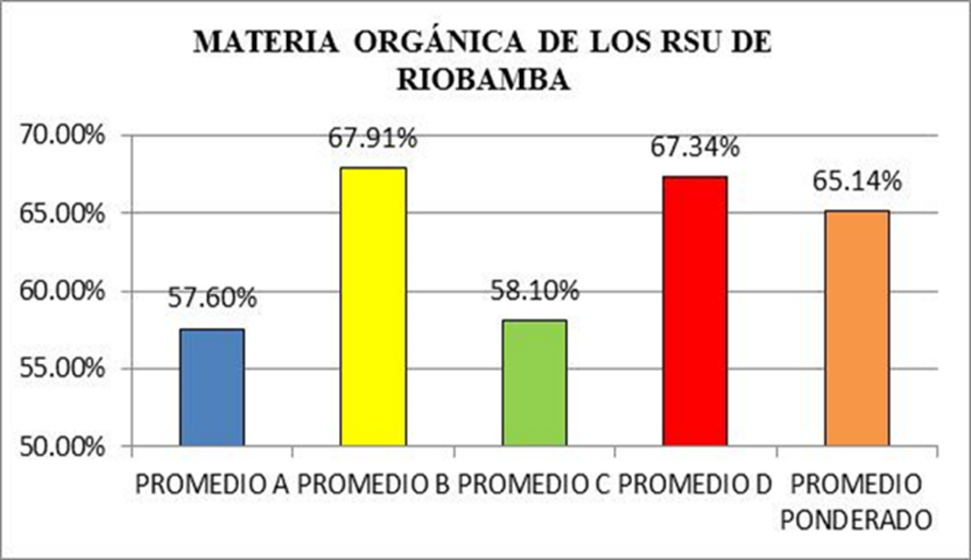 MATERIA ORGÁNICA DE LOS RSU DE
RIOBAMBA
70.00%
65.00%
60.00%
55.00%
50.00%
57.60%
67.91%
58.10%
67.34%
65.14%
PROMEDIO A
PROMEDIO B
PROMEDIO C
PROMEDIO D
PROMEDIO
PONDERADO